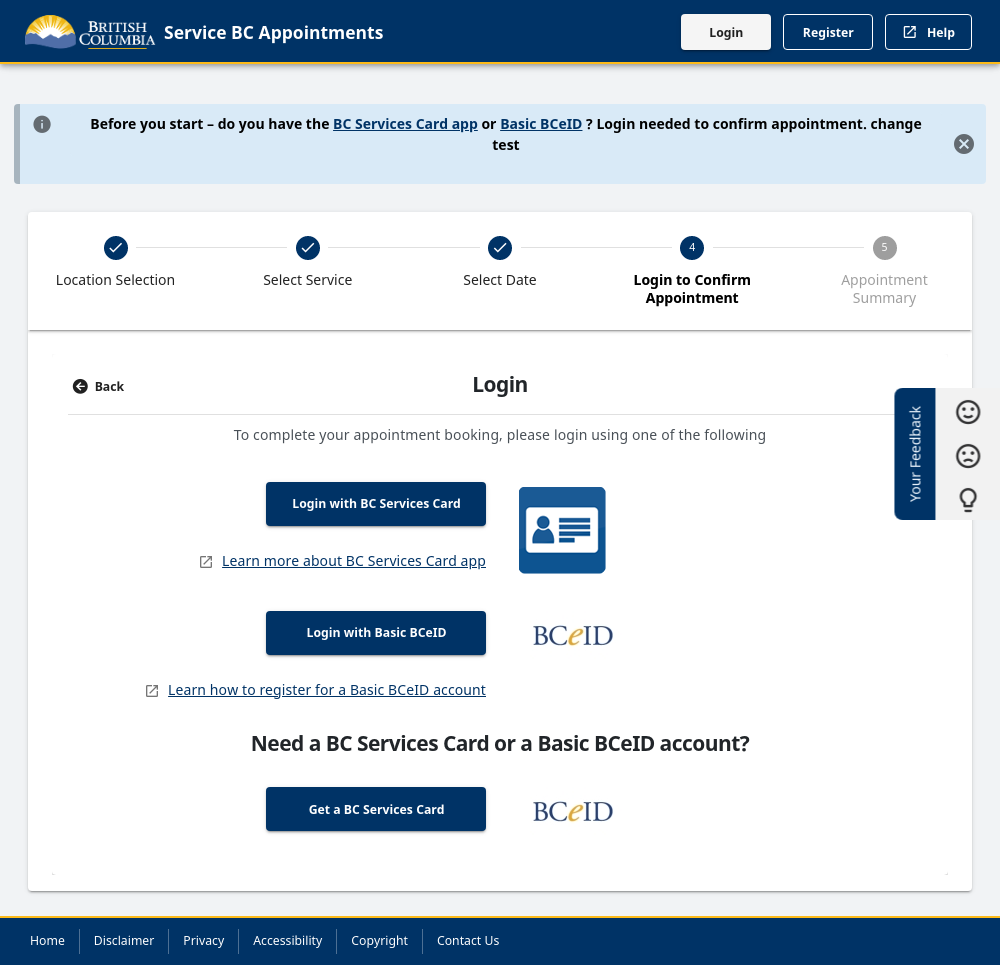 BRITISH COLUMBIA Service BC Appointments Login Register Help
Before you start – do you have the BC Services Card app or Basic BCeID ? Login needed to confirm appointment. change
test
4 5
Location Selection Select Service Select Date Login to Confirm Appointment Appointment Summary
Back
Login
To complete your appointment booking, please login using one of the following
Your Feedback
Login with BC Services Card
Learn more about BC Services Card app
Login with Basic BCeID BCeID
Learn how to register for a Basic BCeID account
Need a BC Services Card or a Basic BCeID account?
Get a BC Services Card BCeID
Home Disclaimer Privacy Accessibility Copyright Contact Us